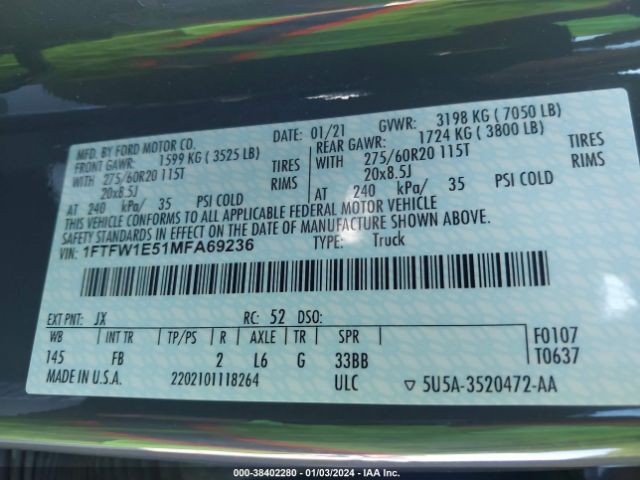 MFD. BY FORD MOTOR CO.
DATE: 01/21 GVWR: 3198 KG ( 7050 LB)
FRONT GAWR: 1599 KG ( 3525 LB) REAR GAWR: 1724 KG ( 3800 LB)
WITH 275/60R20 115T TIRES WITH 275/60R20 115T TIRES
20x8.5J RIMS 20x8.5J RIMS
AT 240 kPa/ 35 PSI COLD AT 240 kPa/ 35 PSI COLD
THIS VEHICLE CONFORMS TO ALL APPLICABLE FEDERAL MOTOR VEHICLE
SAFETY STANDARDS IN EFFECT ON THE DATE OF MANUFACTURE SHOWN ABOVE.
VIN: 1FTFW1E51MFA69236 TYPE: Truck
EXT PNT: JX RC: 52 DSO:
WB INT TR TP/PS R AXLE TR SPR F0107
145 FB 2 L6 G 33BB T0637
MADE IN U.S.A. 2202101118264 ULC ▽ 5U5A-3520472-AA
000-38402280 - 01/03/2024 - IAA Inc.